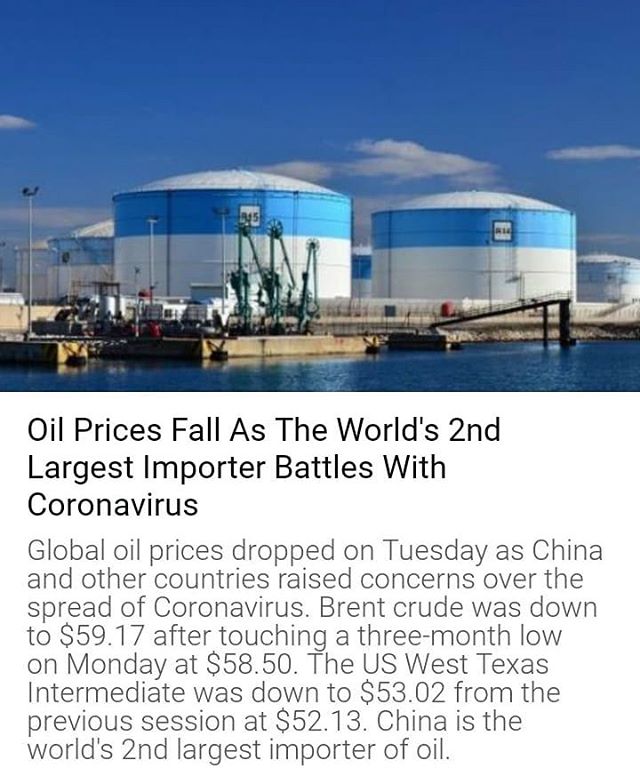 R15
R14
Oil Prices Fall As The World's 2nd
Largest Importer Battles With
Coronavirus
Global oil prices dropped on Tuesday as China
and other countries raised concerns over the
spread of Coronavirus. Brent crude was down
to $59.17 after touching a three-month low
on Monday at $58.50. The US West Texas
Intermediate was down to $53.02 from the
previous session at $52.13. China is the
world's 2nd largest importer of oil.